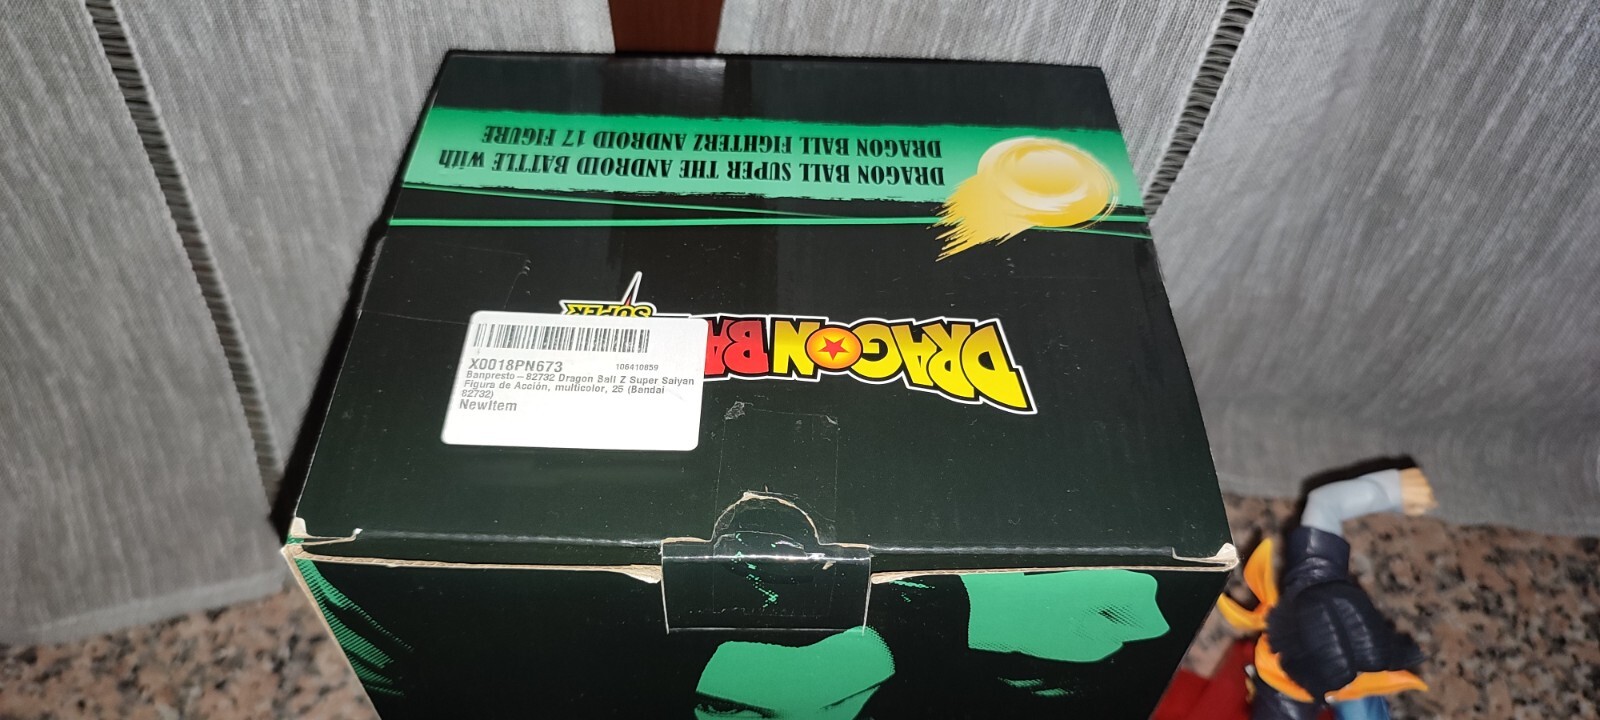 DRAGON BALL SUPER THE ANDROID BATTLE with
DRAGON BALL FIGHTERZ ANDROID 17 FIGURE
DRAGON BA
SUPER
X0018PN673
106410859
Banpresto - 82732 Dragon Ball Z Super Saiyan
Figura de Acción, multicolor, 25 (Bandai
82732)
NewItem